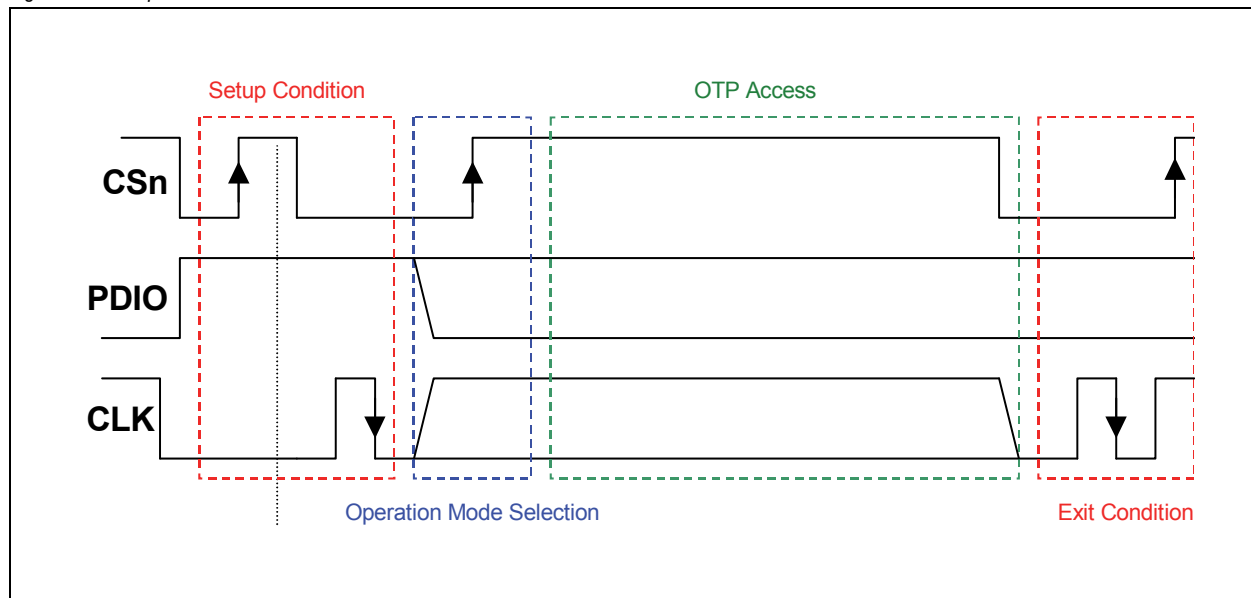 Setup Condition
OTP Access
CSn
PDIO
CLK
Operation Mode Selection
Exit Condition